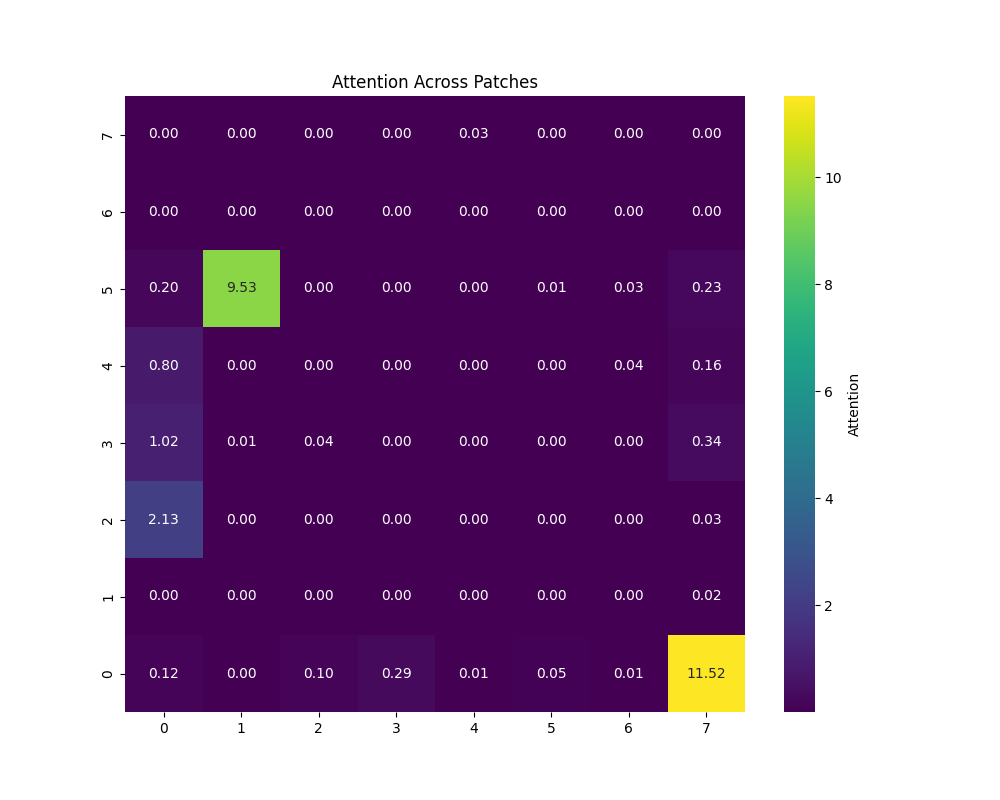 Attention Across Patches
7 0.00 0.00 0.00 0.00 0.03 0.00 0.00 0.00
6 0.00 0.00 0.00 0.00 0.00 0.00 0.00 0.00
5 0.20 9.53 0.00 0.00 0.00 0.01 0.03 0.23
4 0.80 0.00 0.00 0.00 0.00 0.00 0.04 0.16
3 1.02 0.01 0.04 0.00 0.00 0.00 0.00 0.34
2 2.13 0.00 0.00 0.00 0.00 0.00 0.00 0.03
1 0.00 0.00 0.00 0.00 0.00 0.00 0.00 0.02
0 0.12 0.00 0.10 0.29 0.01 0.05 0.01 11.52
0 1 2 3 4 5 6 7
10
8
6
4
2
Attention